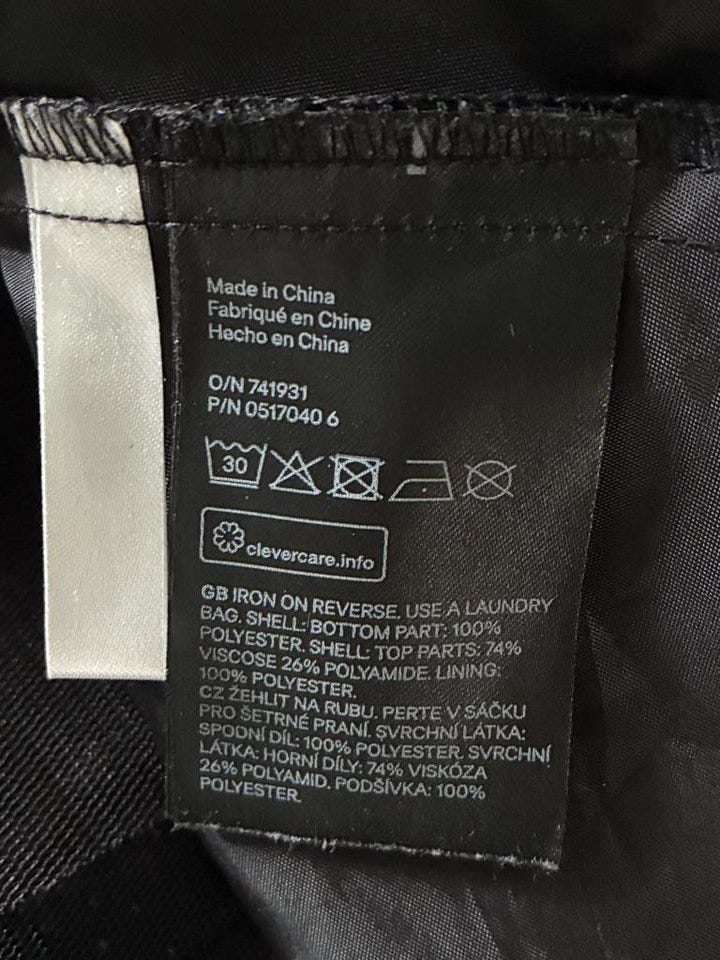 Made in China
Fabriqué en Chine
Hecho en China
O/N 741931
P/N 0517040 6
30
clevercare.info
GB IRON ON REVERSE. USE A LAUNDRY
BAG. SHELL: BOTTOM PART: 100%
POLYESTER. SHELL: TOP PARTS: 74%
VISCOSE 26% POLYAMIDE. LINING:
100% POLYESTER.
CZ ŽEHLIT NA RUBU. PERTE V SÁČKU
PRO ŠETRNÉ PRANÍ. SVRCHNÍ LÁTKA:
SPODNÍ DÍL: 100% POLYESTER. SVRCHNÍ
LÁTKA: HORNÍ DÍLY: 74% VISKÓZA
26% POLYAMID. PODŠÍVKA: 100%
POLYESTER.